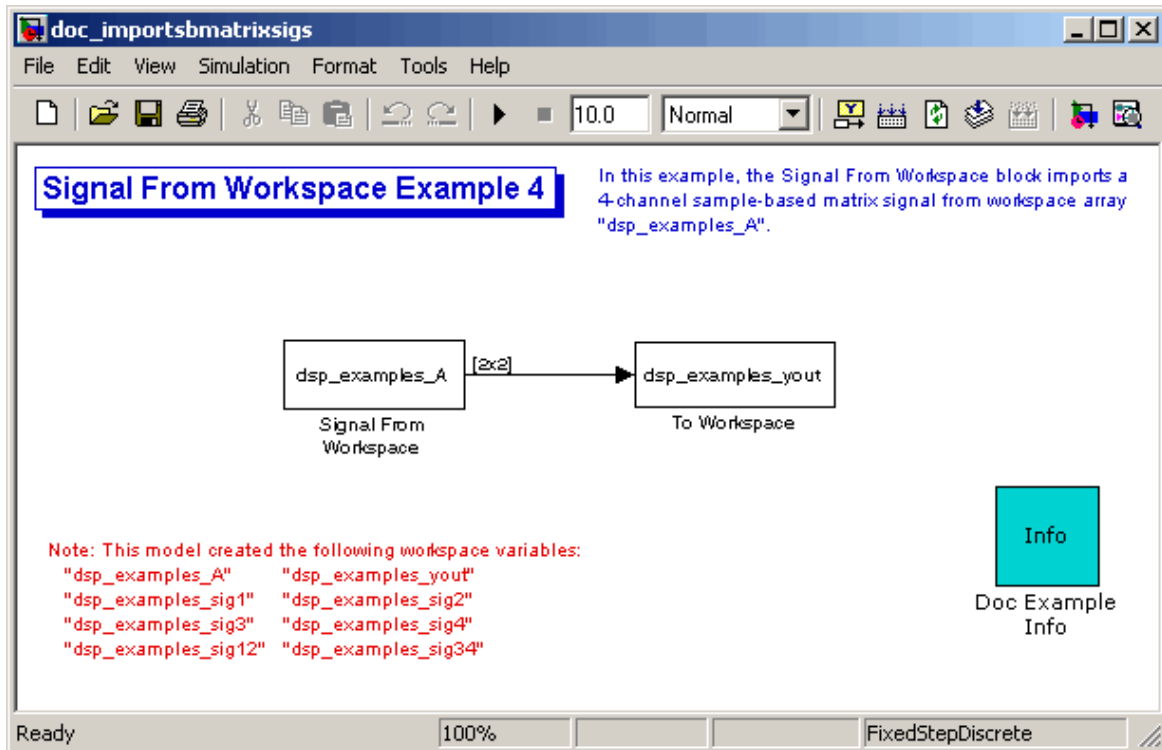 doc_importsbmatrixsigs
File Edit View Simulation Format Tools Help
10.0 Normal
Signal From Workspace Example 4
In this example, the Signal From Workspace block imports a
4-channel sample-based matrix signal from workspace array
"dsp_examples_A".
dsp_examples_A [2x2] dsp_examples_yout
Signal From
Workspace
To Workspace
Info
Doc Example
Info
Note: This model created the following workspace variables:
"dsp_examples_A" "dsp_examples_yout"
"dsp_examples_sig1" "dsp_examples_sig2"
"dsp_examples_sig3" "dsp_examples_sig4"
"dsp_examples_sig12" "dsp_examples_sig34"
Ready 100% FixedStepDiscrete